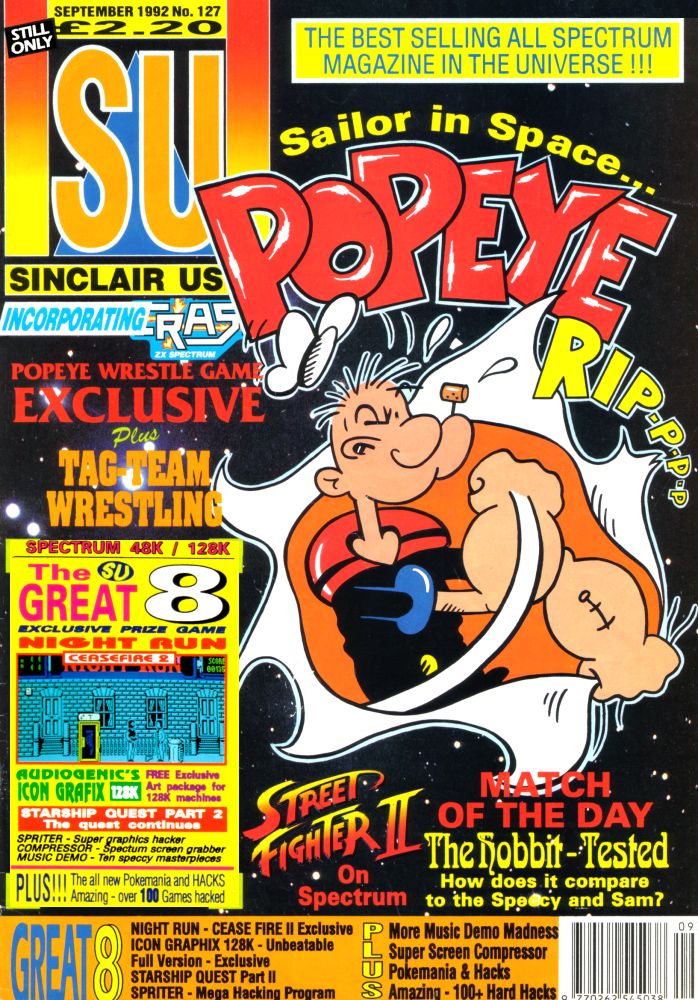 SEPTEMBER 1992 No. 127
STILL ONLY
£2.20
SU
SINCLAIR US
INCORPORATING
ERAS
ZX SPECTRUM
THE BEST SELLING ALL SPECTRUM
MAGAZINE IN THE UNIVERSE !!!
Sailor in Space...
POPEYE
RIP-P-P-P-P
POPEYE WRESTLE GAME
EXCLUSIVE
Plus
TAG-TEAM
WRESTLING
SPECTRUM 48K / 128K
The SU
GREAT 8
EXCLUSIVE PRIZE GAME
NIGHT RUN
CEASEFIRE 2
SCORE
AUDIOGENIC'S
ICON GRAFIX 128K
FREE Exclusive
Art package for
128K machines
STARSHIP QUEST PART 2
The quest continues
SPRITER - Super graphics hacker
COMPRESSOR - Spectum screen grabber
MUSIC DEMO - Ten speccy masterpieces
PLUS!!! The all new Pokemania and HACKS
Amazing - over 100 Games hacked
STREET
FIGHTER II
On
Spectrum
MATCH
OF THE DAY
The Hobbit - Tested
How does it compare
to the Speccy and Sam?
GREAT 8
NIGHT RUN - CEASE FIRE II Exclusive
ICON GRAPHIX 128K - Unbeatable
Full Version - Exclusive
STARSHIP QUEST Part II
SPRITER - Mega Hacking Program
PLUS
More Music Demo Madness
Super Screen Compressor
Pokemania & Hacks
Amazing - 100+ Hard Hacks
09
9 770262 545038